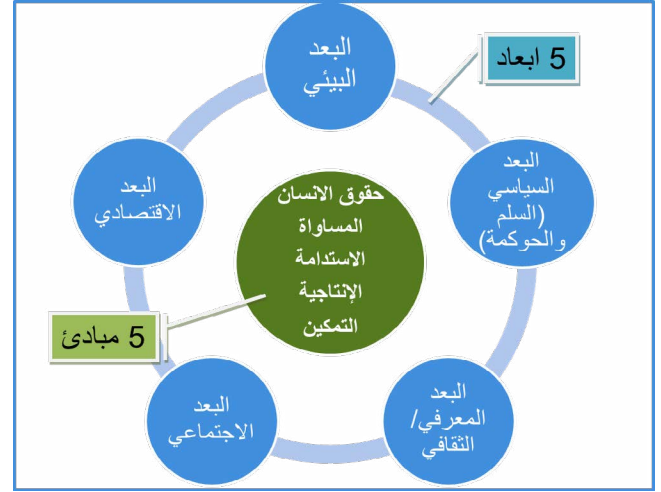 البعد
البيئي
5 ابعاد
البعد
السياسي
(السلم
والحوكمة)
البعد
المعرفي/
الثقافي
البعد
الاجتماعي
البعد
الاقتصادي
حقوق الانسان
المساواة
الاستدامة
الإنتاجية
التمكين
5 مبادئ